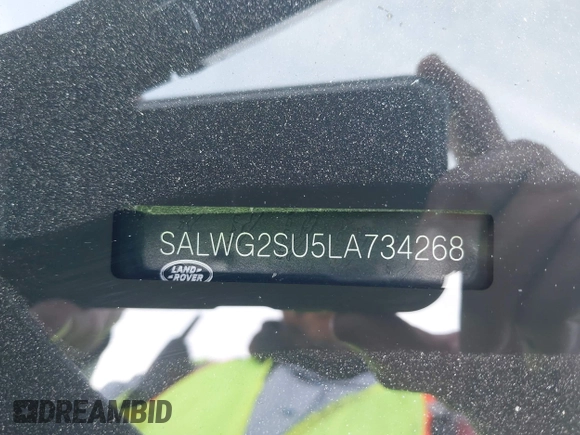 SALWG2SU5LA734268
LAND-
ROVER
DREAMBID